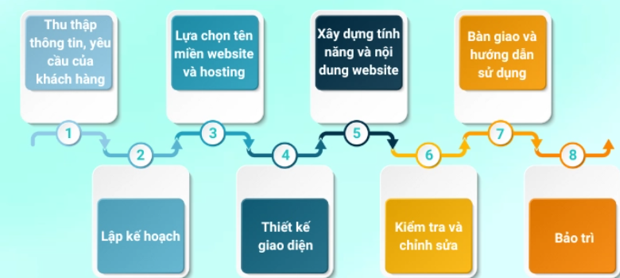 Thu thập
thông tin, yêu
cầu của
khách hàng
1
2
Lập kế hoạch
Lựa chọn tên
miền website
và hosting
3
4
Thiết kế
giao diện
Xây dựng tính
năng và nội
dung website
5
6
Kiểm tra và
chỉnh sửa
Bàn giao và
hướng dẫn
sử dụng
7
8
Bảo trì